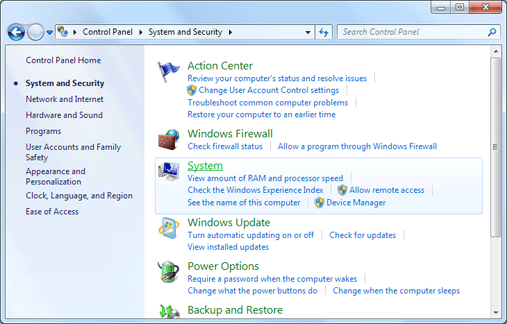 Control Panel System and Security
Search Control Panel
Control Panel Home
System and Security
Network and Internet
Hardware and Sound
Programs
User Accounts and Family
Safety
Appearance and
Personalization
Clock, Language, and Region
Ease of Access
Action Center
Review your computer's status and resolve issues
Change User Account Control settings
Troubleshoot common computer problems
Restore your computer to an earlier time
Windows Firewall
Check firewall status Allow a program through Windows Firewall
System
View amount of RAM and processor speed
Check the Windows Experience Index Allow remote access
See the name of this computer Device Manager
Windows Update
Turn automatic updating on or off Check for updates
View installed updates
Power Options
Require a password when the computer wakes
Change what the power buttons do Change when the computer sleeps
Backup and Restore